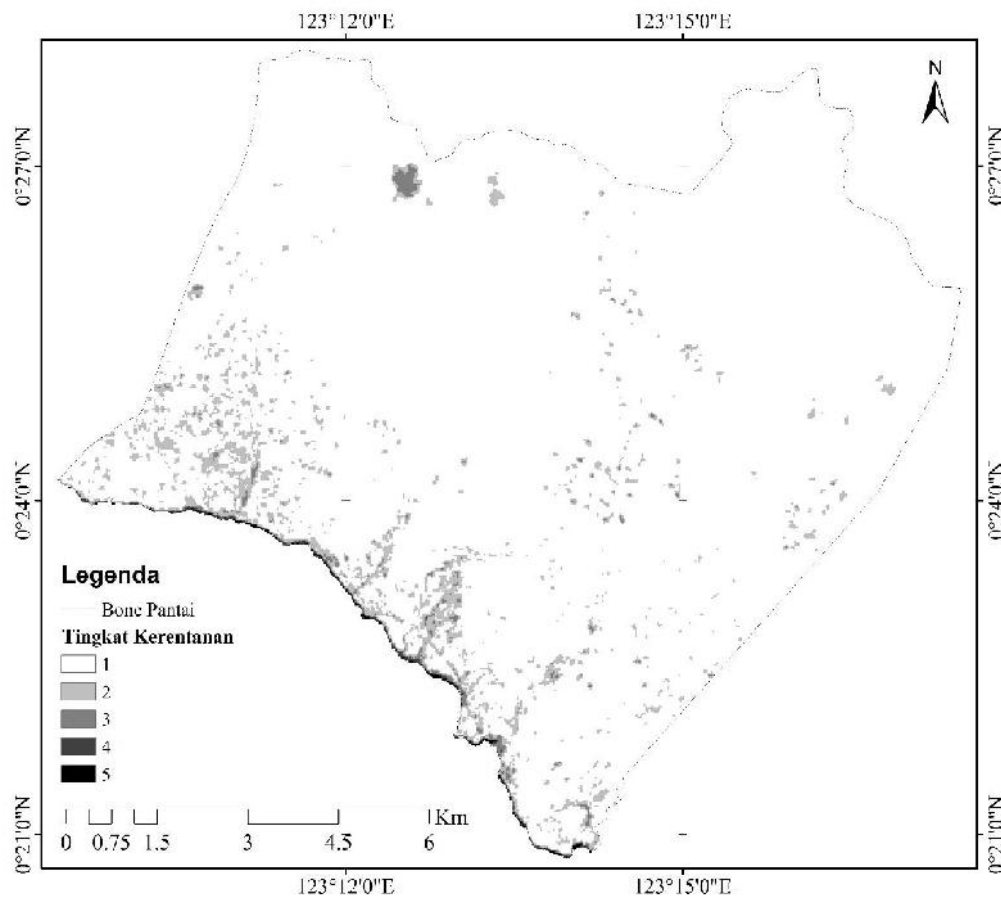 123°12'0"E 123°15'0"E
N
0°27'0"N 0°27'0"N
0°24'0"N 0°24'0"N
Legenda
Bone Pantai
Tingkat Kerentanan
1
2
3
4
5
Km
0 0.75 1.5 3 4.5 6
0°21'0"N 0°21'0"N
123°12'0"E 123°15'0"E